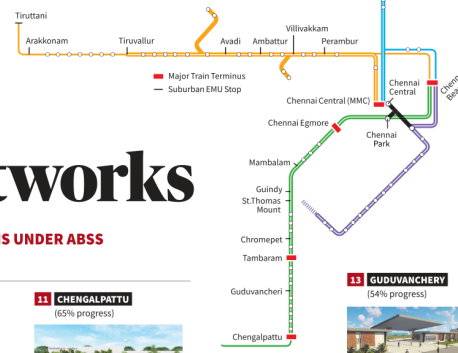 Tiruttani
Arakkonam
Tiruvallur
Avadi
Ambattur
Villivakkam
Perambur
Major Train Terminus
Suburban EMU Stop
Chennai
Central
Chennai Central (MMC)
Chennai Egmore
Chennai
Park
Mambalam
Guindy
St.Thomas
Mount
Chromepet
Tambaram
Guduvancheri
Chengalpattu
tworks
S UNDER ABSS
11 CHENGALPATTU
(65% progress)
13 GUDUVANCHERY
(54% progress)